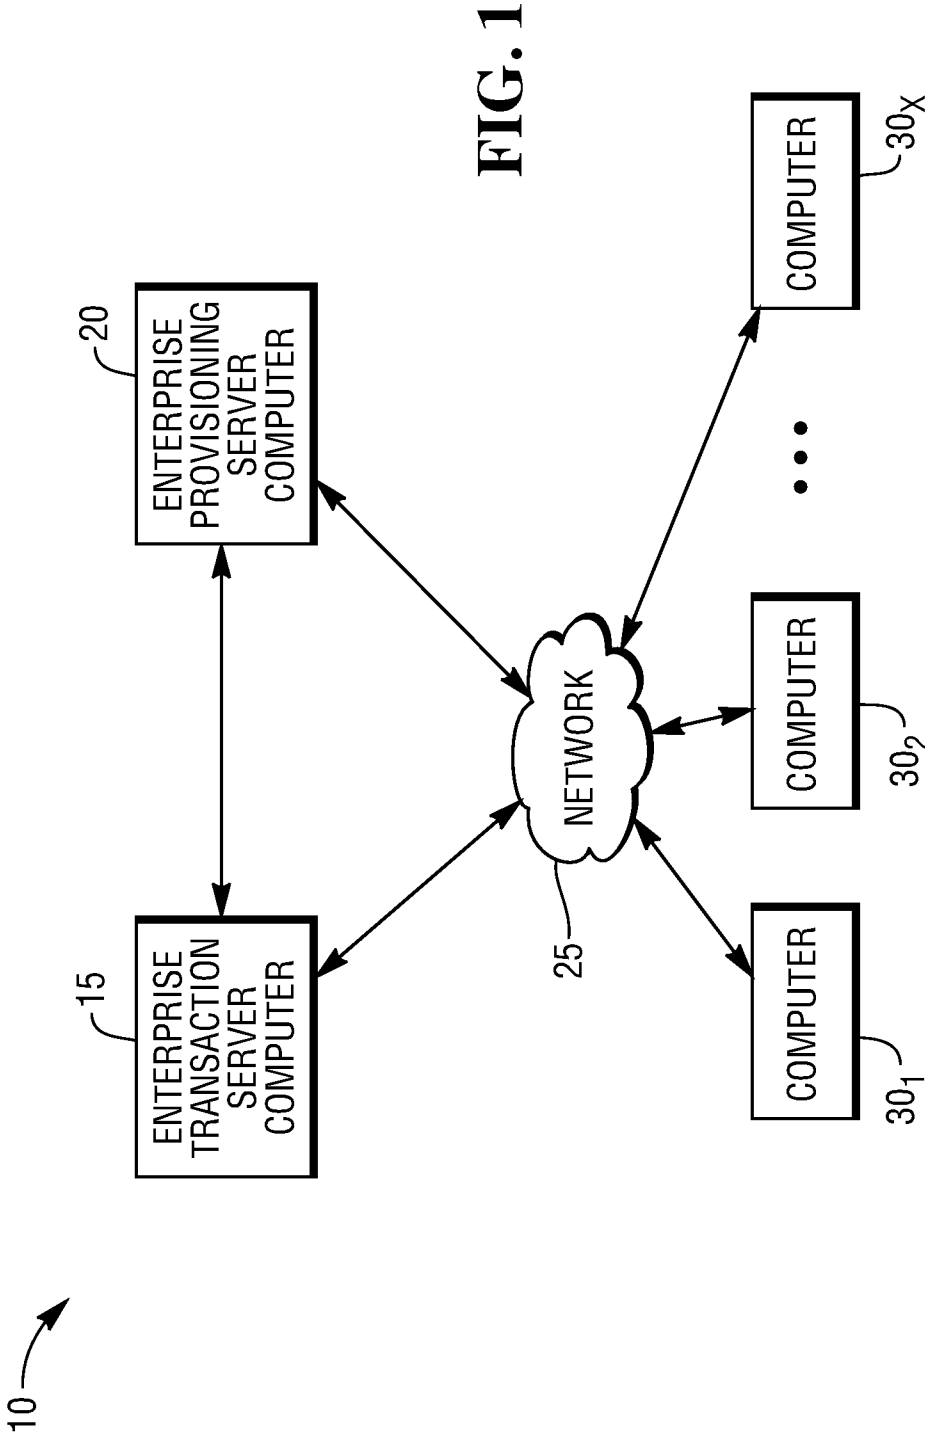 10
15
ENTERPRISE
TRANSACTION
SERVER
COMPUTER
20
ENTERPRISE
PROVISIONING
SERVER
COMPUTER
25
NETWORK
COMPUTER
30₁
COMPUTER
30₂
COMPUTER
30ₓ
FIG. 1